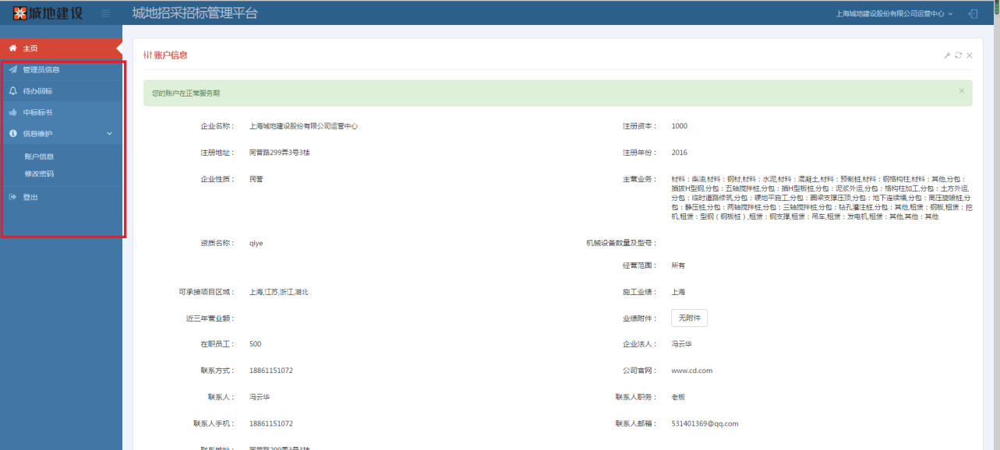 城地建设
城地招采招标管理平台
上海城地建设股份有限公司运营中心
主页
管理员信息
待办回标
中标标书
信息维护
账户信息
修改密码
登出
账户信息
您的账户在正常服务期
企业名称： 上海城地建设股份有限公司运营中心
注册资本： 1000
注册地址： 同普路299弄3号3楼
注册年份： 2016
企业性质： 民营
主营业务： 材料：柴油,材料：钢材,材料：水泥,材料：混凝土,材料：预制桩,材料：钢格构柱,材料：其他,分包：
插拔H型钢,分包：五轴搅拌桩,分包：插H型板桩,分包：泥浆外运,分包：格构柱加工,分包：土方外运,
分包：临时道路修筑,分包：硬地平施工,分包：圈梁支撑压顶,分包：地下连续墙,分包：高压旋喷桩,分
包：静压桩,分包：两轴搅拌桩,分包：三轴搅拌桩,分包：钻孔灌注桩,分包：其他,租赁：钢板,租赁：挖
机,租赁：型钢（钢板桩）,租赁：钢支撑,租赁：吊车,租赁：发电机,租赁：其他,其他：其他
资质名称： qiye
机械设备数量及型号：
经营范围： 所有
可承接项目区域： 上海,江苏,浙江,湖北
施工业绩： 上海
近三年营业额：
业绩附件： 无附件
在职员工： 500
企业法人： 冯云华
联系方式： 18861151072
公司官网： www.cd.com
联系人： 冯云华
联系人职务： 老板
联系人手机： 18861151072
联系人邮箱： 531401369@qq.com
联系地址： 同普路299弄3号3楼